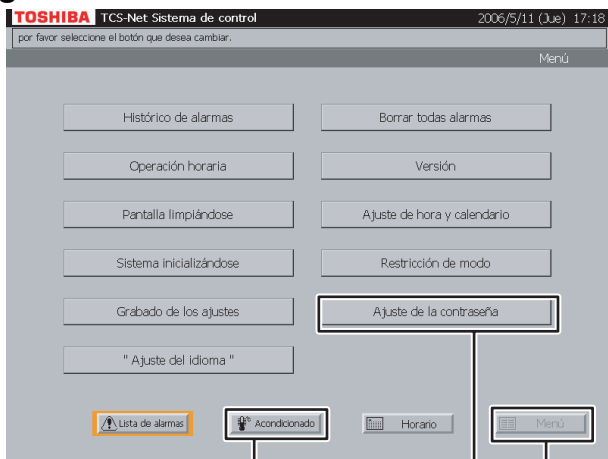 TOSHIBA TCS-Net Sistema de control 2006/5/11 (Jue) 17:18
por favor seleccione el botón que desea cambiar.
Menú
Histórico de alarmas Borrar todas alarmas
Operación horaria Versión
Pantalla limpiándose Ajuste de hora y calendario
Sistema inicializándose Restricción de modo
Grabado de los ajustes Ajuste de la contraseña
" Ajuste del idioma "
Lista de alarmas Acondicionado Horario Menú